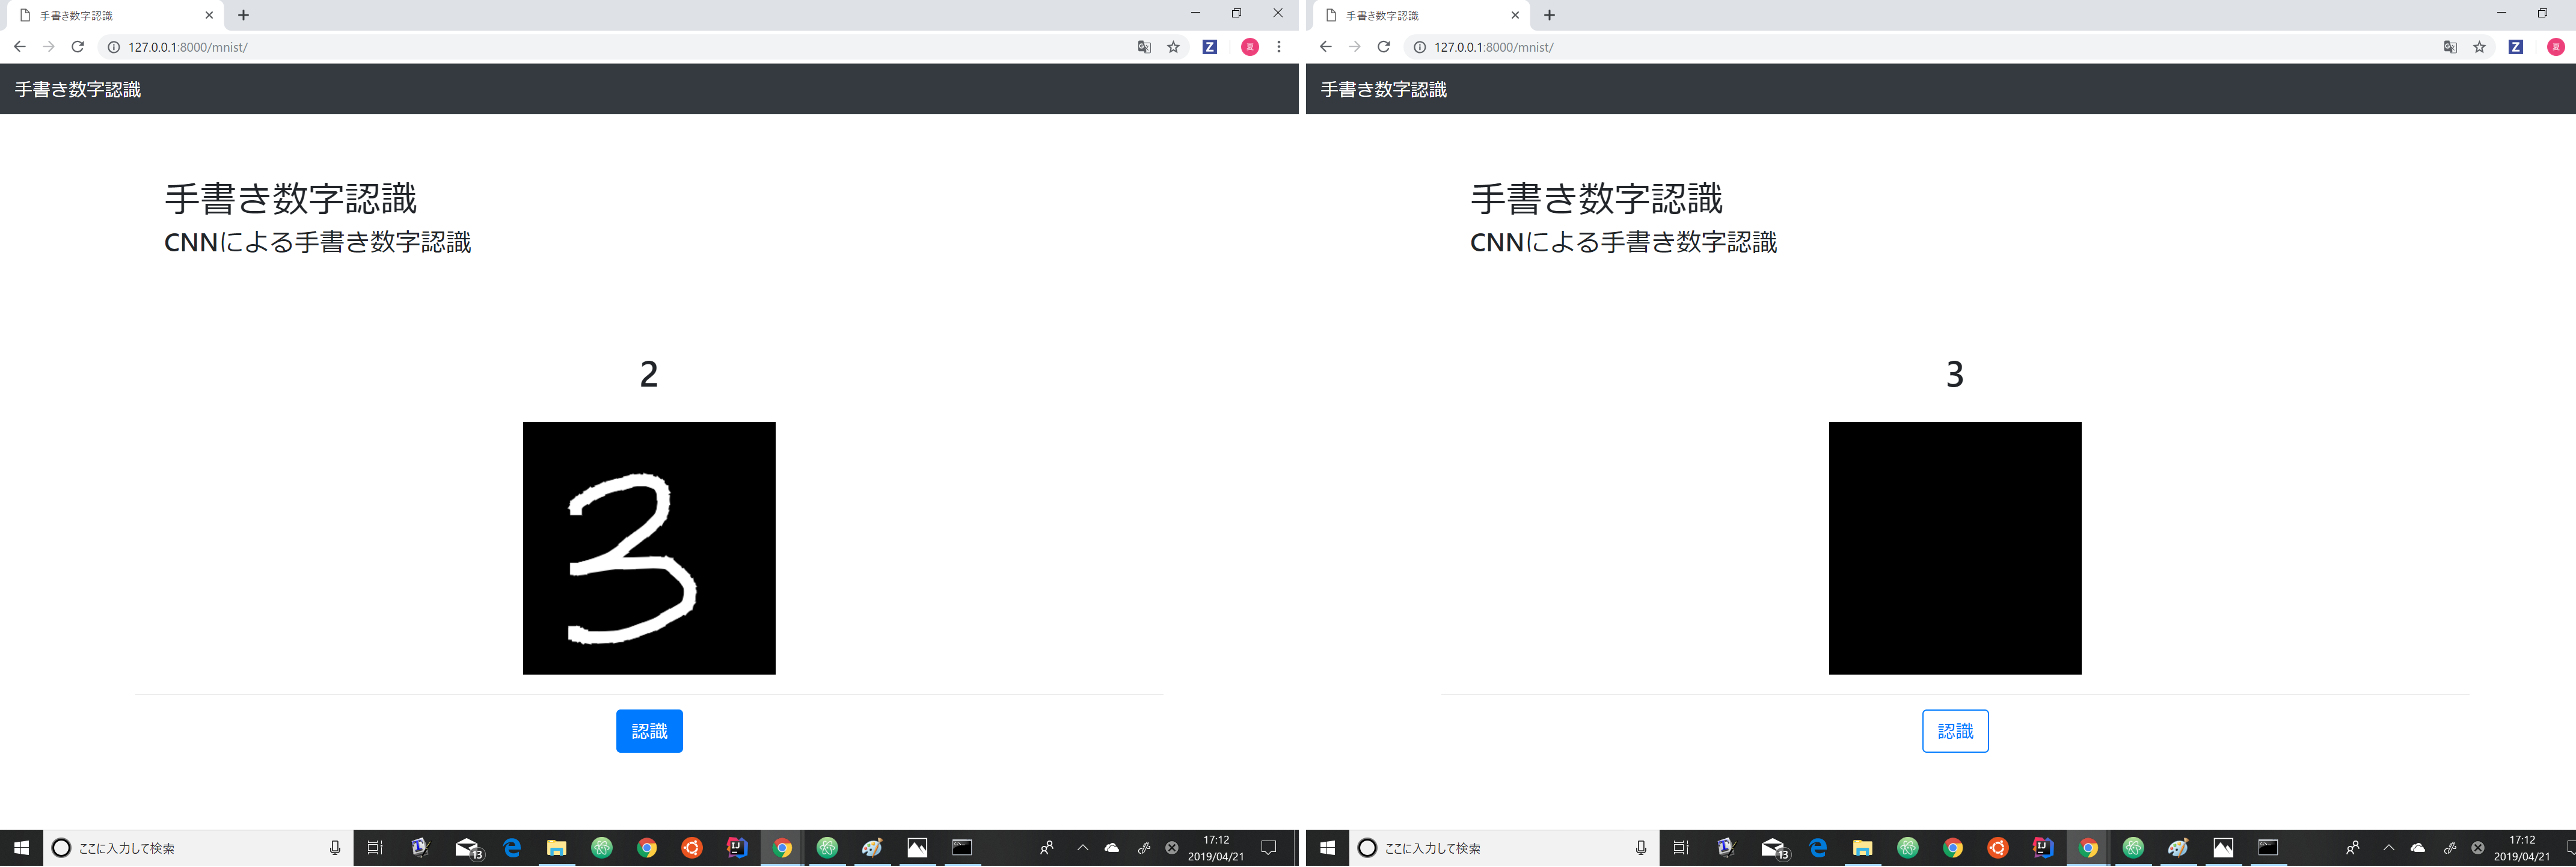 手書き数字認識
127.0.0.1:8000/mnist/
夏
手書き数字認識
手書き数字認識
CNNによる手書き数字認識
2
3
認識
ここに入力して検索
13
17:12
2019/04/21
手書き数字認識
127.0.0.1:8000/mnist/
夏
手書き数字認識
手書き数字認識
CNNによる手書き数字認識
3
認識
ここに入力して検索
13
17:12
2019/04/21